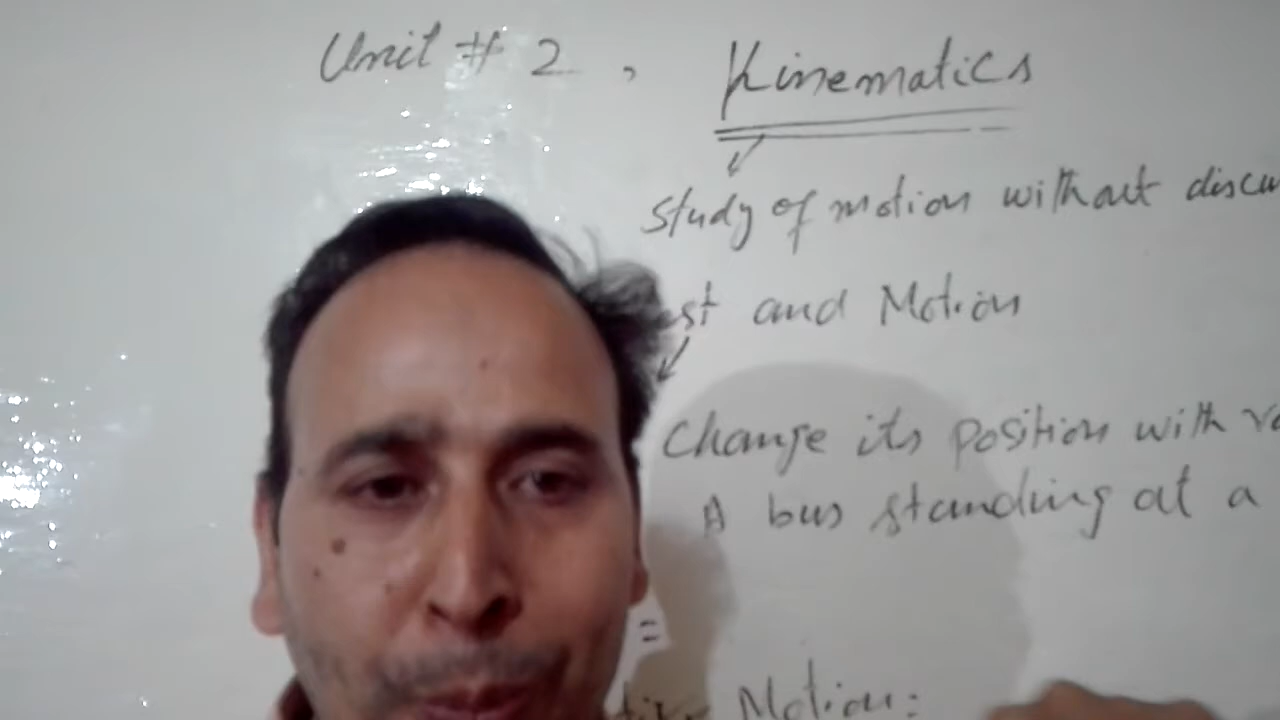 Unit # 2 , Kinematics
Study of motion without discu
st and Motion
Change its position with
A bus standing at a
=
Motion: